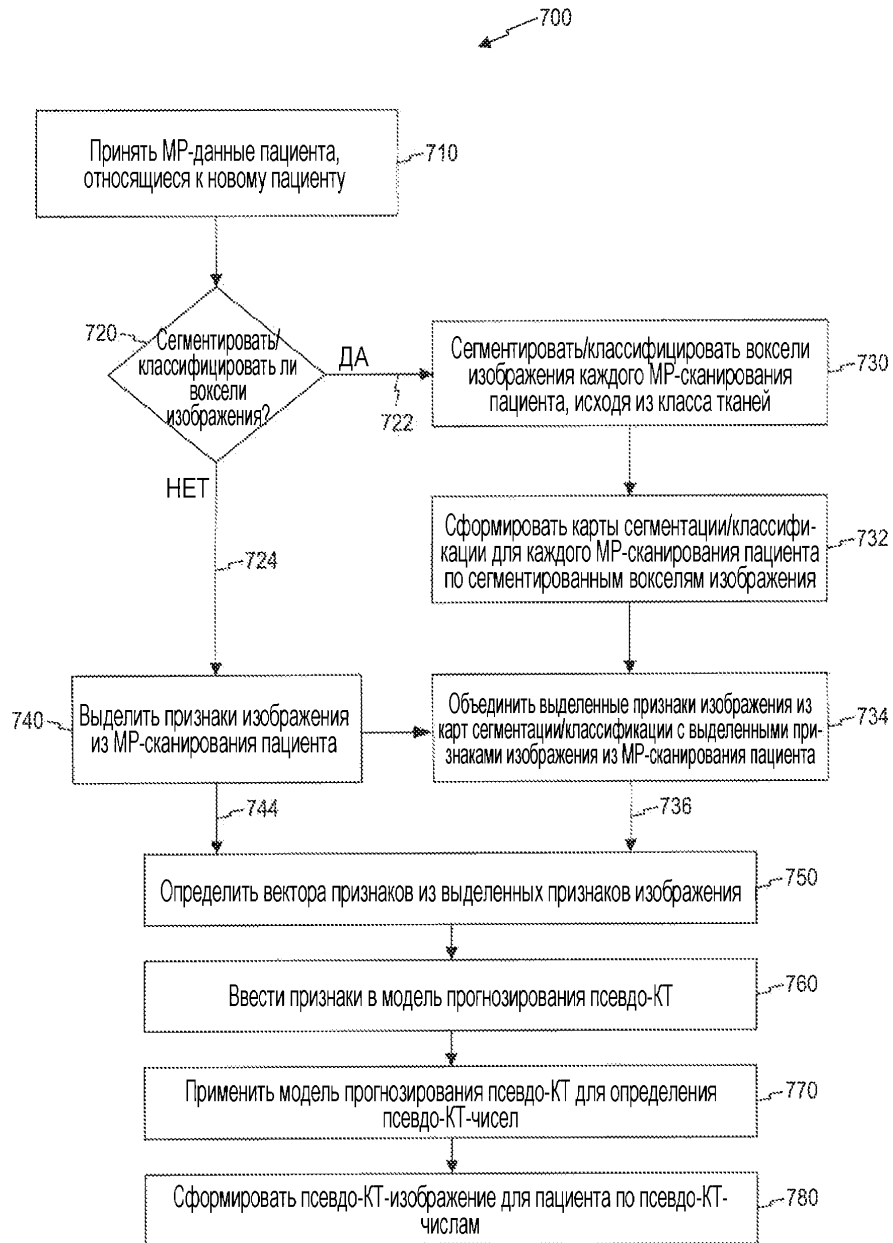 700
Принять МР-данные пациента,
относящиеся к новому пациенту
710
720
Сегментировать/
классифицировать ли
воксели
изображения?
ДА
722
Сегментировать/классифицировать воксели
изображения каждого МР-сканирования
пациента, исходя из класса тканей
730
НЕТ
724
Сформировать карты сегментации/классифи-
кации для каждого МР-сканирования пациента
по сегментированным вокселям изображения
732
740
Выделить признаки изображения
из МР-сканирования пациента
Объединить выделенные признаки изображения из
карт сегментации/классификации с выделенными при-
знаками изображения из МР-сканирования пациента
734
744
736
Определить вектора признаков из выделенных признаков изображения
750
Ввести признаки в модель прогнозирования псевдо-КТ
760
Применить модель прогнозирования псевдо-КТ для определения
псевдо-КТ-чисел
770
Сформировать псевдо-КТ-изображение для пациента по псевдо-КТ-
числам
780